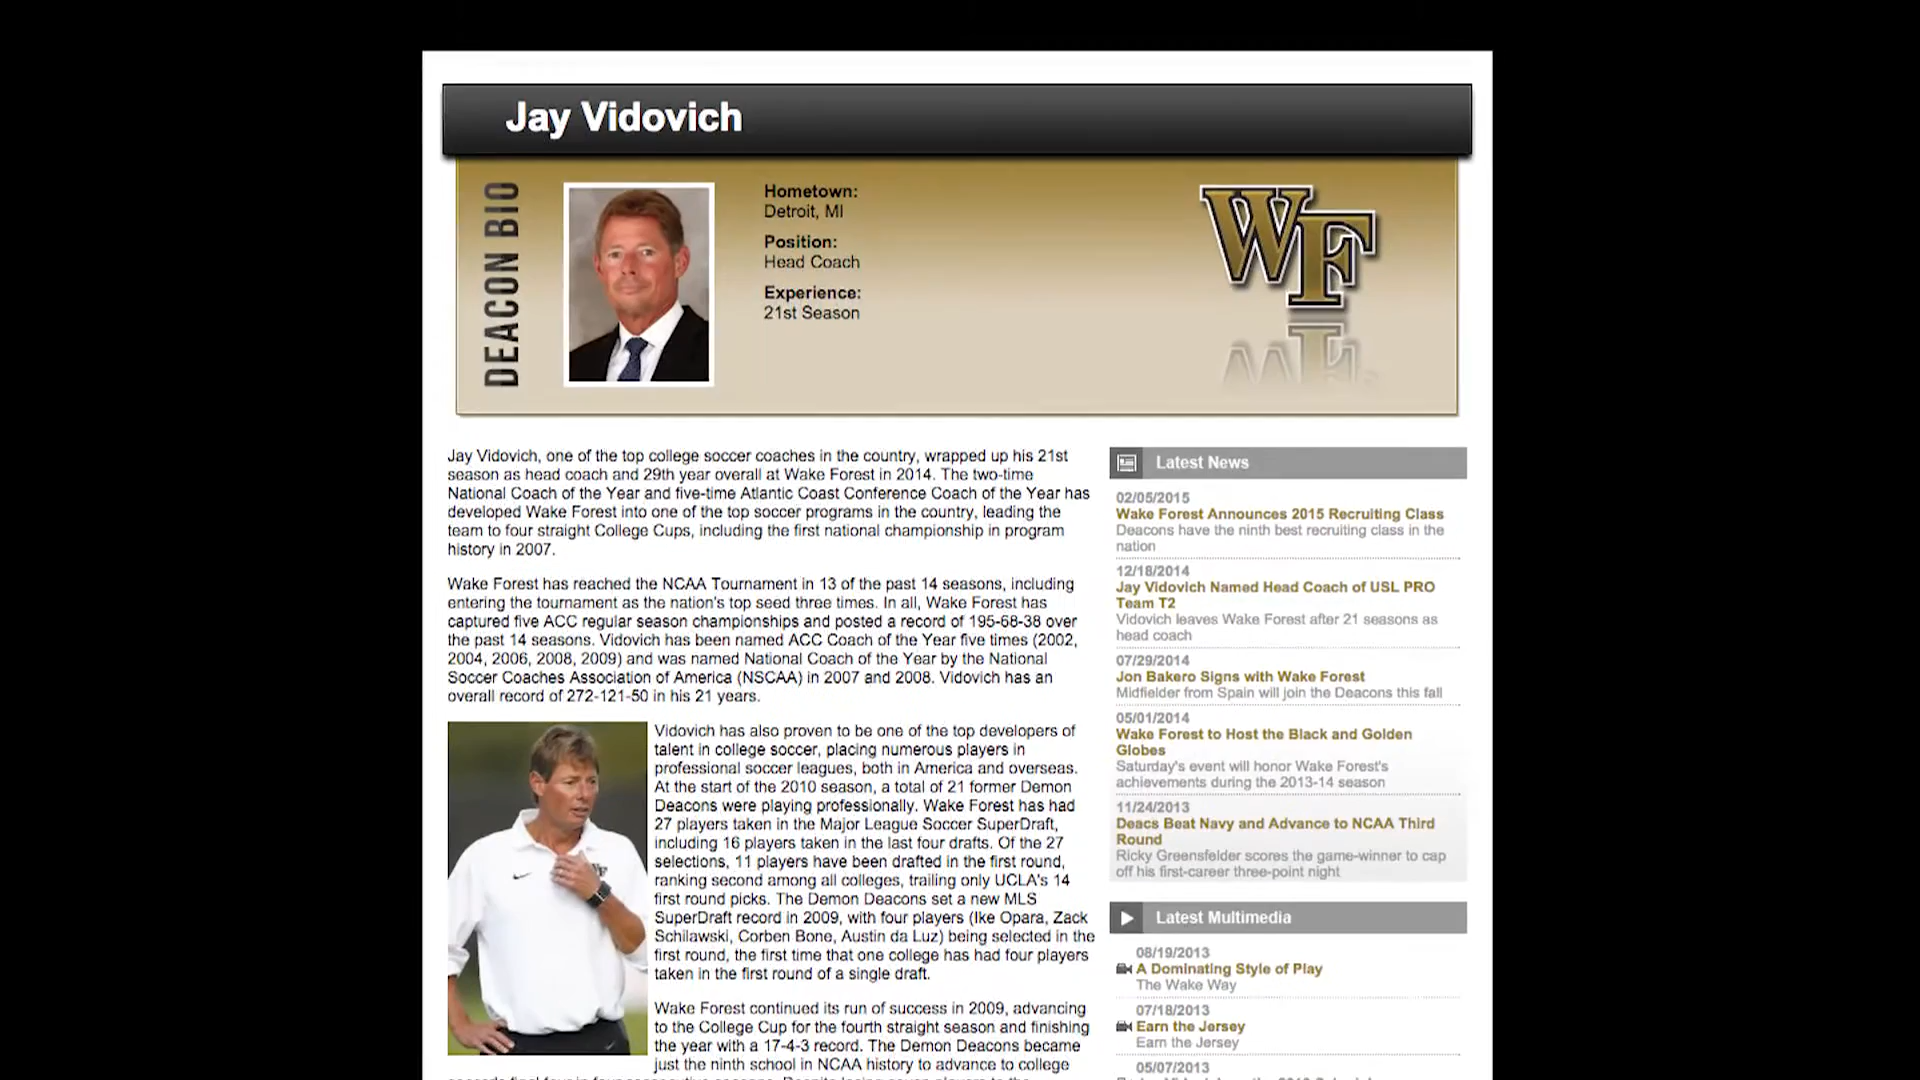 Jay Vidovich
DEACON BIO
Hometown:
Detroit, MI
Position:
Head Coach
Experience:
21st Season
WF
Jay Vidovich, one of the top college soccer coaches in the country, wrapped up his 21st
season as head coach and 29th year overall at Wake Forest in 2014. The two-time
National Coach of the Year and five-time Atlantic Coast Conference Coach of the Year has
developed Wake Forest into one of the top soccer programs in the country, leading the
team to four straight College Cups, including the first national championship in program
history in 2007.
Wake Forest has reached the NCAA Tournament in 13 of the past 14 seasons, including
entering the tournament as the nation's top seed three times. In all, Wake Forest has
captured five ACC regular season championships and posted a record of 195-68-38 over
the past 14 seasons. Vidovich has been named ACC Coach of the Year five times (2002,
2004, 2006, 2008, 2009) and was named National Coach of the Year by the National
Soccer Coaches Association of America (NSCAA) in 2007 and 2008. Vidovich has an
overall record of 272-121-50 in his 21 years.
Vidovich has also proven to be one of the top developers of
talent in college soccer, placing numerous players in
professional soccer leagues, both in America and overseas.
At the start of the 2010 season, a total of 21 former Demon
Deacons were playing professionally. Wake Forest has had
27 players taken in the Major League Soccer SuperDraft,
including 16 players taken in the last four drafts. Of the 27
selections, 11 players have been drafted in the first round,
ranking second among all colleges, trailing only UCLA's 14
first round picks. The Demon Deacons set a new MLS
SuperDraft record in 2009, with four players (Ike Opara, Zack
Schilawski, Corben Bone, Austin da Luz) being selected in the
first round, the first time that one college has had four players
taken in the first round of a single draft.
Wake Forest continued its run of success in 2009, advancing
to the College Cup for the fourth straight season and finishing
the year with a 17-4-3 record. The Demon Deacons became
just the ninth school in NCAA history to advance to college
Latest News
02/05/2015
Wake Forest Announces 2015 Recruiting Class
Deacons have the ninth best recruiting class in the
nation
12/18/2014
Jay Vidovich Named Head Coach of USL PRO
Team T2
Vidovich leaves Wake Forest after 21 seasons as
head coach
07/29/2014
Jon Bakero Signs with Wake Forest
Midfielder from Spain will join the Deacons this fall
05/01/2014
Wake Forest to Host the Black and Golden
Globes
Saturday's event will honor Wake Forest's
achievements during the 2013-14 season
11/24/2013
Deacs Beat Navy and Advance to NCAA Third
Round
Ricky Greensfelder scores the game-winner to cap
off his first-career three-point night
Latest Multimedia
08/19/2013
A Dominating Style of Play
The Wake Way
07/18/2013
Earn the Jersey
Earn the Jersey
05/07/2013